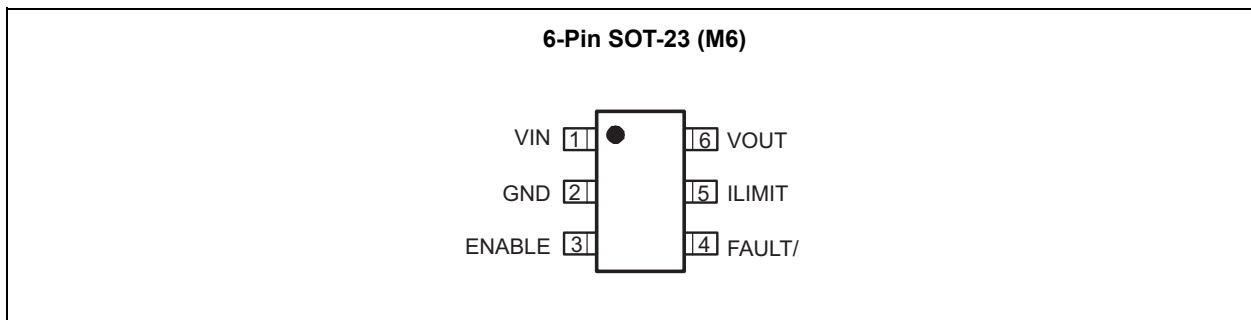 6-Pin SOT-23 (M6)
VIN 1 6 VOUT
GND 2 5 ILIMIT
ENABLE 3 4 FAULT/